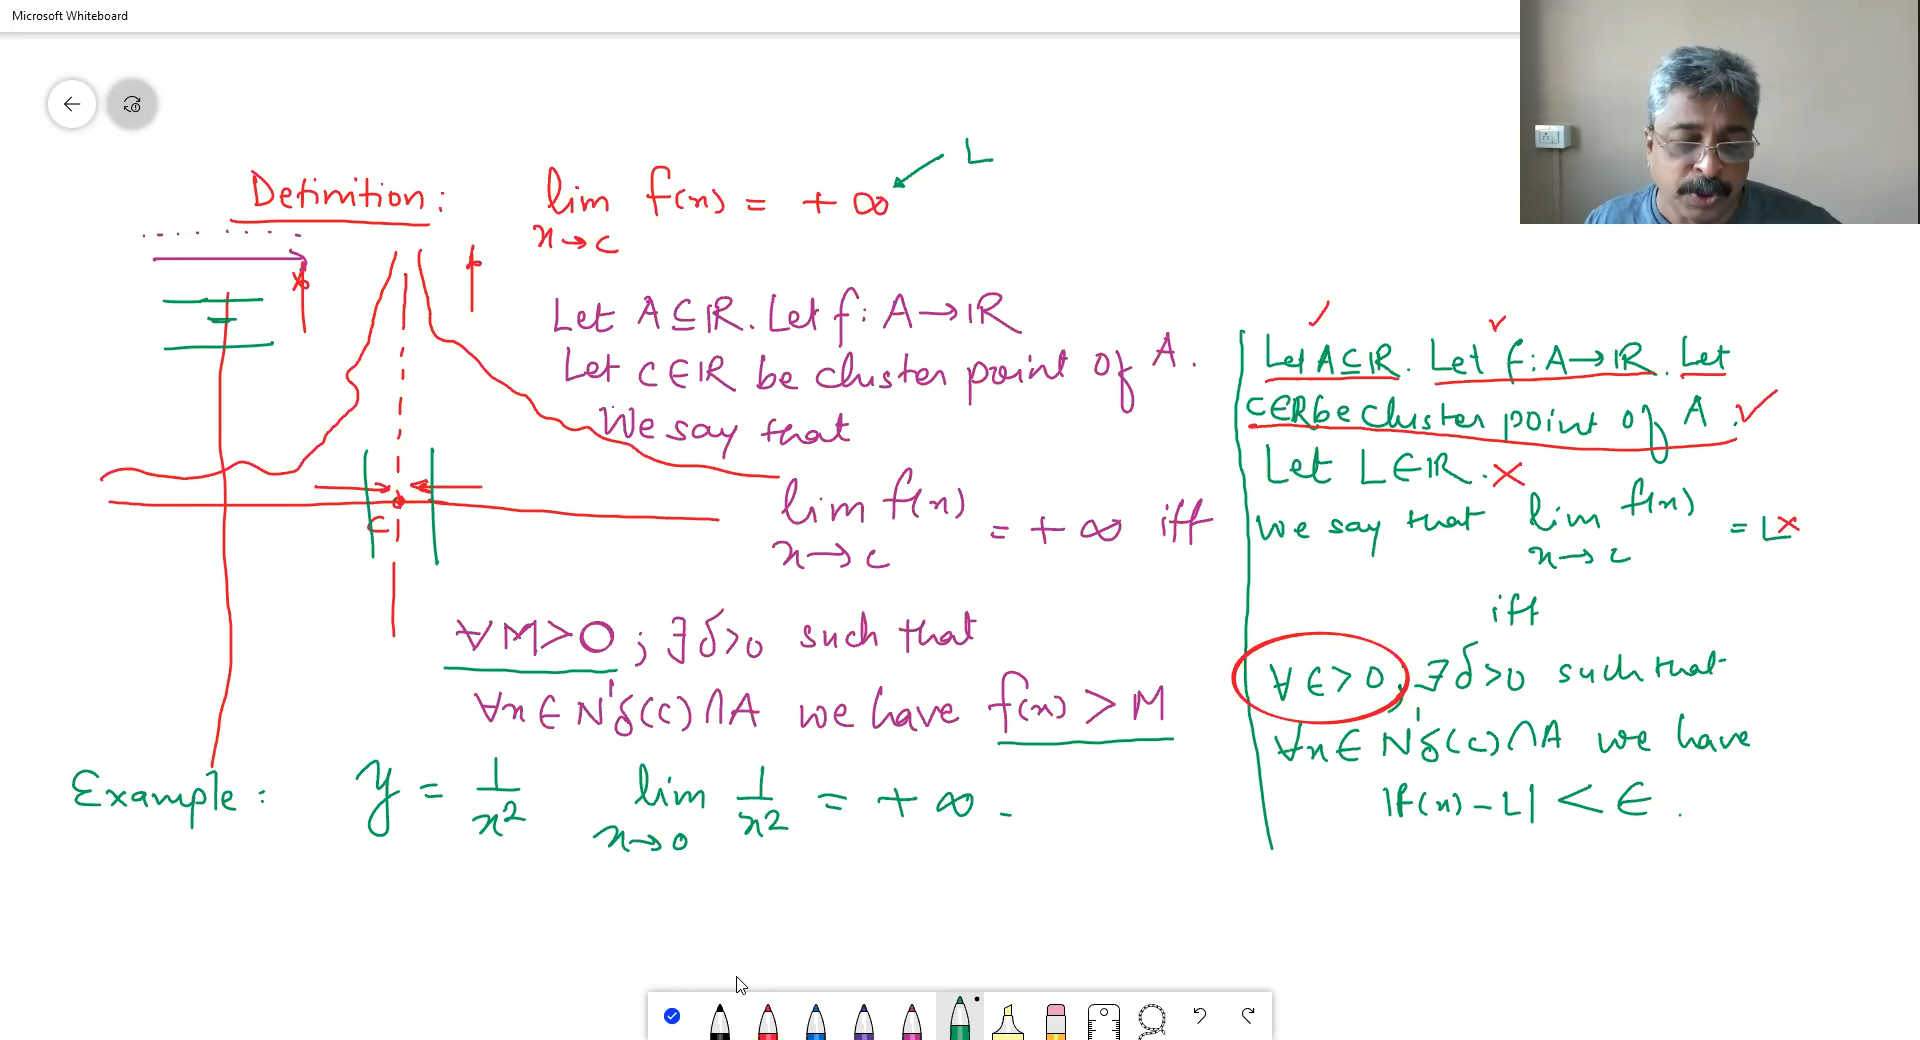 Microsoft Whiteboard
L
Definition: lim f(x) = + ∞
x→c
Let A⊆ℝ. Let f: A→ℝ
Let c∈ℝ be cluster point of A.
We say that
lim f(x) = + ∞ iff
x→c
∀M>0 ; ∃δ>0 such that
∀x∈N'δ(c)∩A we have f(x) > M
c
Example: y = 1/x² lim 1/x² = + ∞ -
x→0
Let A⊆ℝ. Let f: A→ℝ. Let
c∈ℝ be cluster point of A.
Let L∈ℝ.
We say that lim f(x) = L
x→c
iff
∀ ϵ>0, ∃δ>0 such that
∀x∈N'δ(c)∩A we have
|f(x) - L| < ϵ.